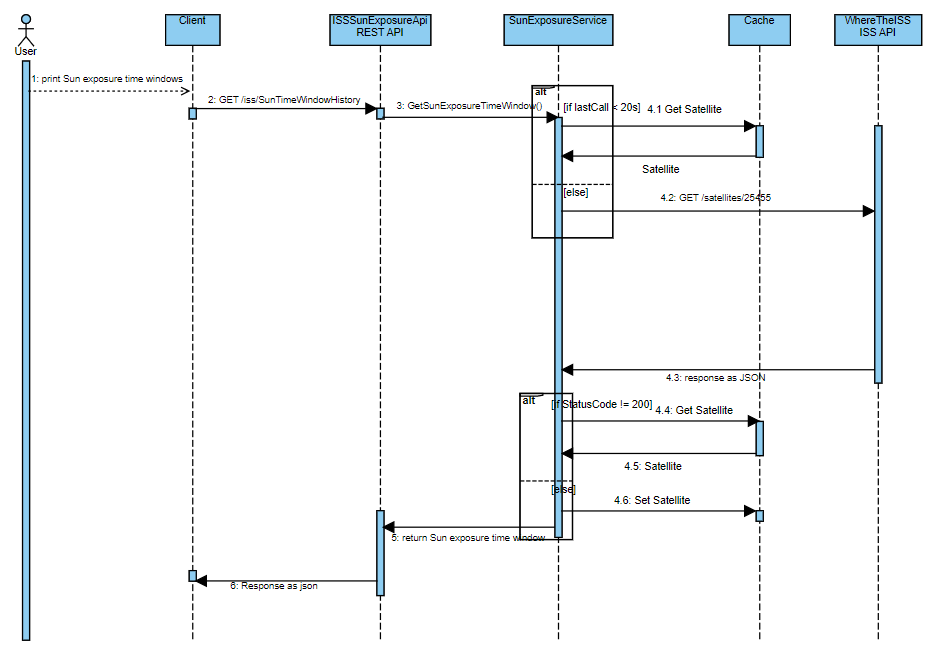 User
Client
ISSSunExposureApi
REST API
SunExposureService
Cache
WhereTheISS
ISS API
1: print Sun exposure time windows
2: GET /iss/SunTimeWindowHistory
3: GetSunExposureTimeWindow()
alt
[if lastCall < 20s]
4.1 Get Satellite
Satellite
[else]
4.2: GET /satellites/25455
4.3: response as JSON
alt
[if StatusCode != 200]
4.4: Get Satellite
4.5: Satellite
[else]
4.6: Set Satellite
5: return Sun exposure time window
6: Response as json